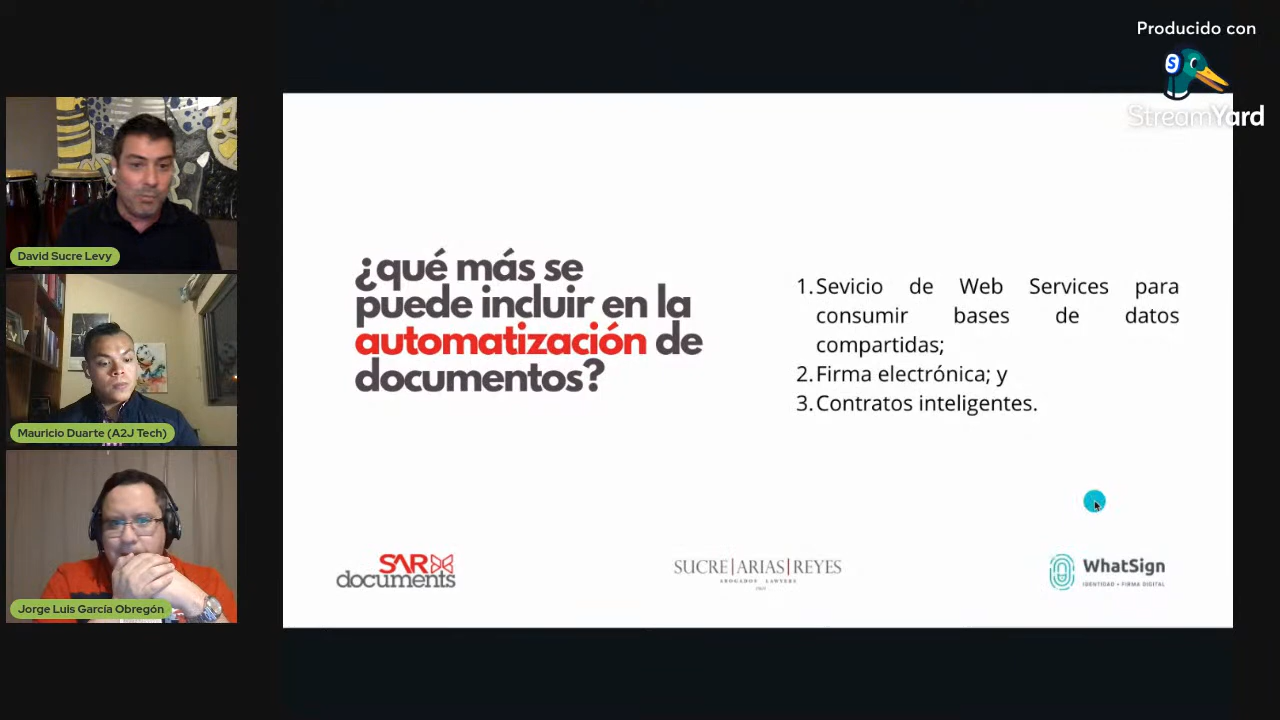 Producido con
StreamYard
David Sucre Levy
Mauricio Duarte (A2J Tech)
Jorge Luis García Obregón
¿qué más se
puede incluir en la
automatización de
documentos?
1. Sevicio de Web Services para
consumir bases de datos
compartidas;
2. Firma electrónica; y
3. Contratos inteligentes.
SAR
documents
SUCRE|ARIAS|REYES
ABOGADOS LAWYERS
WhatSign
IDENTIDAD + FIRMA DIGITAL